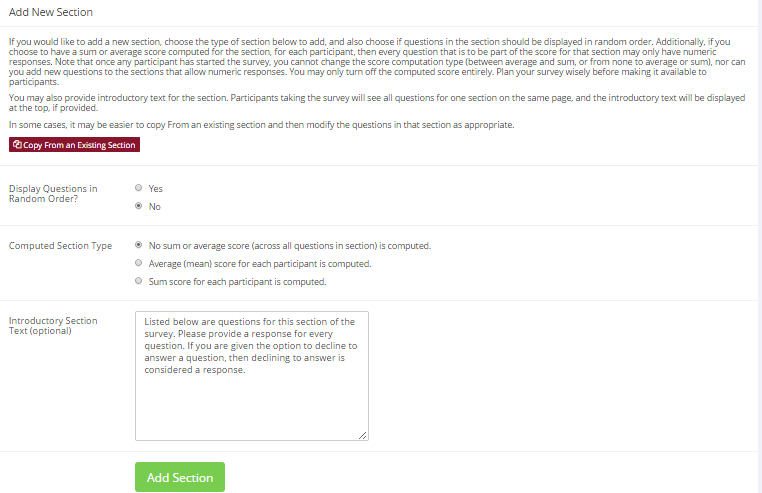 Add New Section
If you would like to add a new section, choose the type of section below to add, and also choose if questions in the section should be displayed in random order. Additionally, if you
choose to have a sum or average score computed for the section, for each participant, then every question that is to be part of the score for that section may only have numeric
responses. Note that once any participant has started the survey, you cannot change the score computation type (between average and sum, or from none to average or sum), nor can
you add new questions to the sections that allow numeric responses. You may only turn off the computed score entirely. Plan your survey wisely before making it available to
participants.
You may also provide introductory text for the section. Participants taking the survey will see all questions for one section on the same page, and the introductory text will be displayed
at the top, if provided.
In some cases, it may be easier to copy From an existing section and then modify the questions in that section as appropriate.
Copy From an Existing Section
Display Questions in
Random Order?
Yes
No
Computed Section Type
No sum or average score (across all questions in section) is computed.
Average (mean) score for each participant is computed.
Sum score for each participant is computed.
Introductory Section
Text (optional)
Listed below are questions for this section of the
survey. Please provide a response for every
question. If you are given the option to decline to
answer a question, then declining to answer is
considered a response.
Add Section